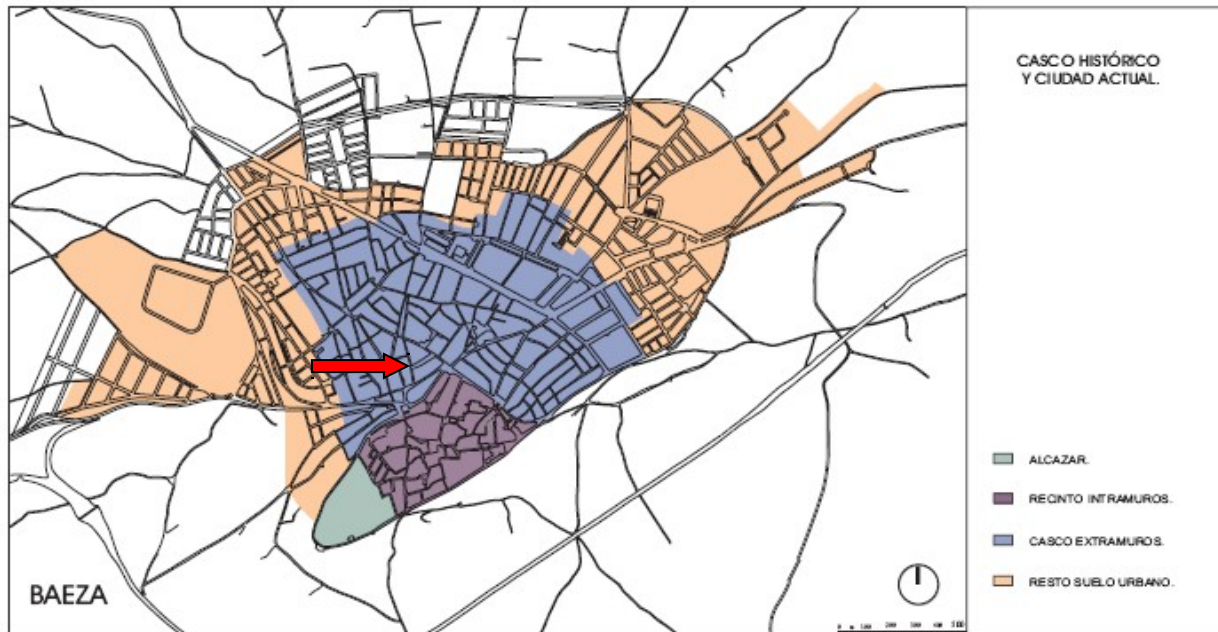 CASCO HISTÓRICO
Y CIUDAD ACTUAL.
ALCAZAR.
RECINTO INTRAMUROS.
CASCO EXTRAMUROS.
RESTO SUELO URBANO.
BAEZA